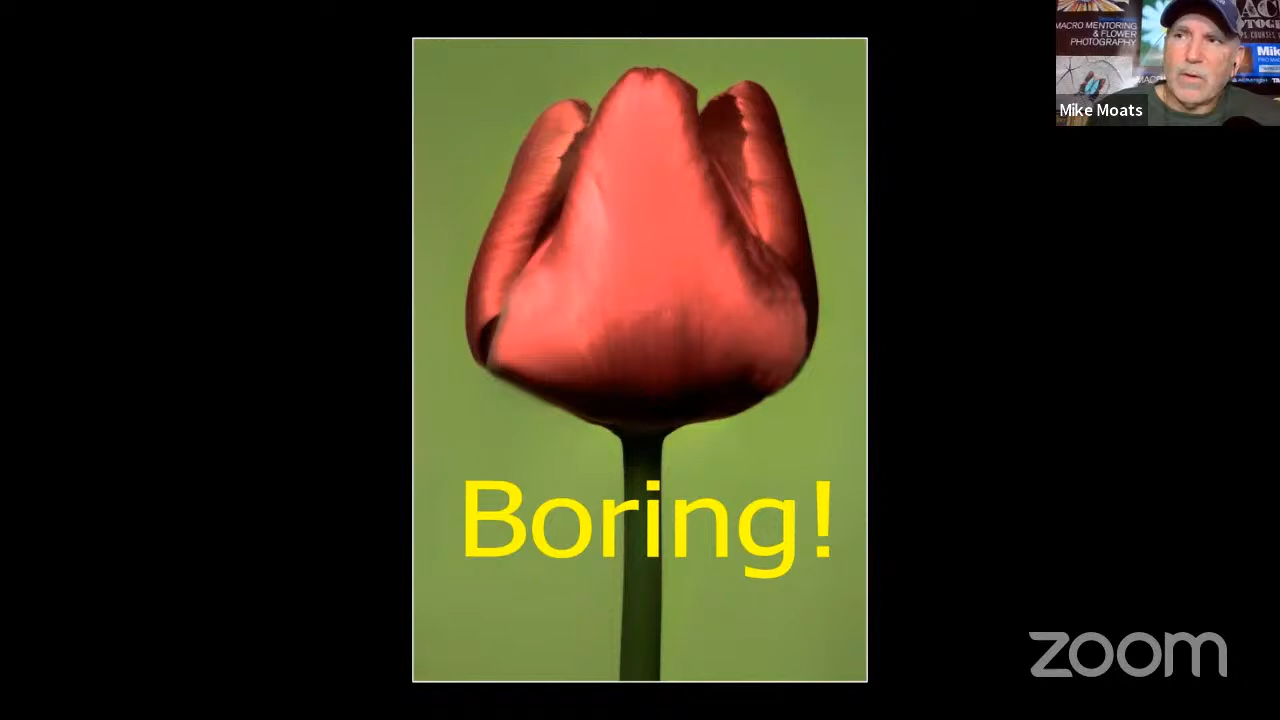 Boring!
MACRO MENTORING
& FLOWER
PHOTOGRAPHY
Mike Moats
zoom